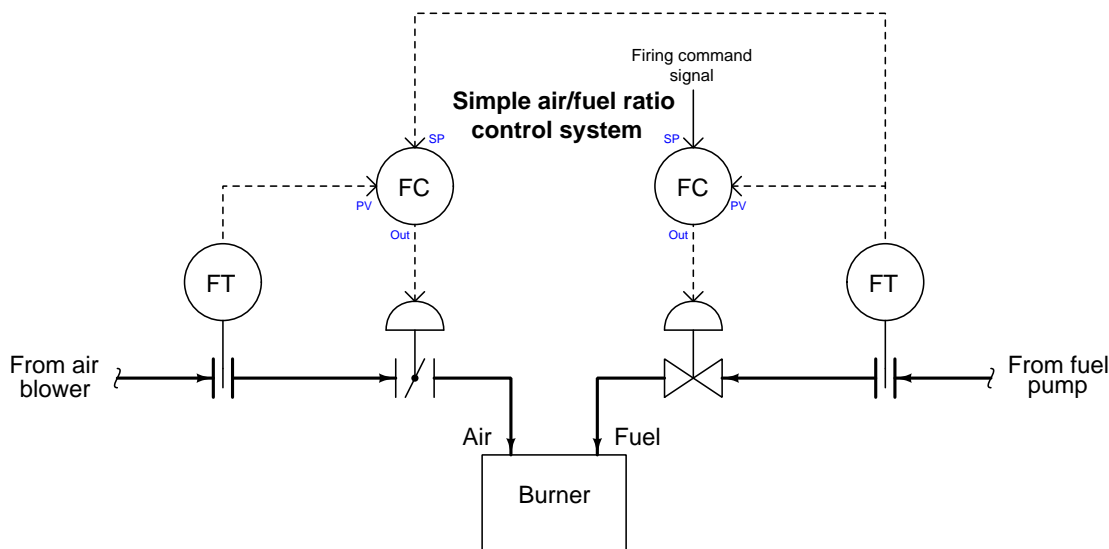 Firing command
signal
Simple air/fuel ratio
control system
SP
SP
FC
FC
PV
PV
Out
Out
FT
FT
From air
blower
From fuel
pump
Air
Fuel
Burner